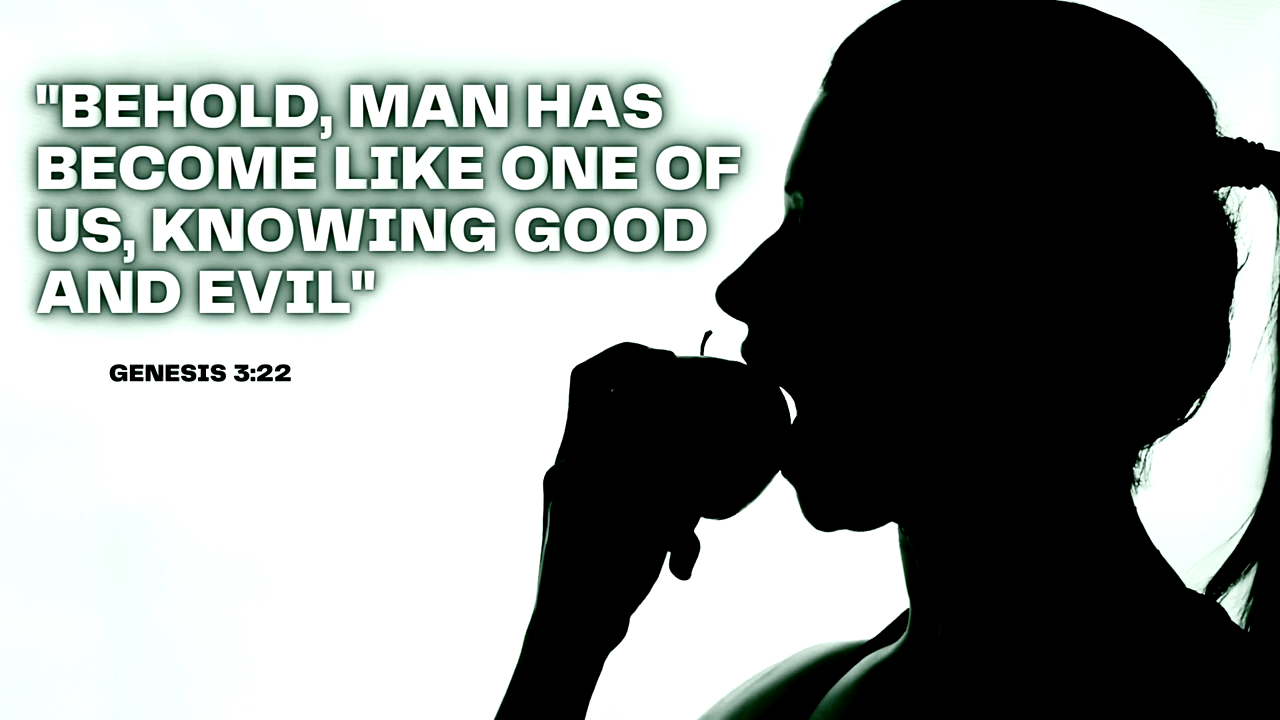 "BEHOLD, MAN HAS
BECOME LIKE ONE OF
US, KNOWING GOOD
AND EVIL"
GENESIS 3:22